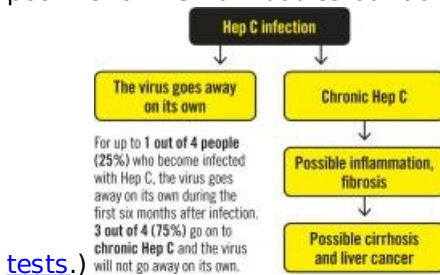 Hep C infection
The virus goes away
on its own
Chronic Hep C
For up to 1 out of 4 people
(25%) who become infected
with Hep C, the virus goes
away on its own during the
first six months after infection.
3 out of 4 (75%) go on to
chronic Hep C and the virus
will not go away on its own.
Possible inflammation,
fibrosis
Possible cirrhosis
and liver cancer
tests.)